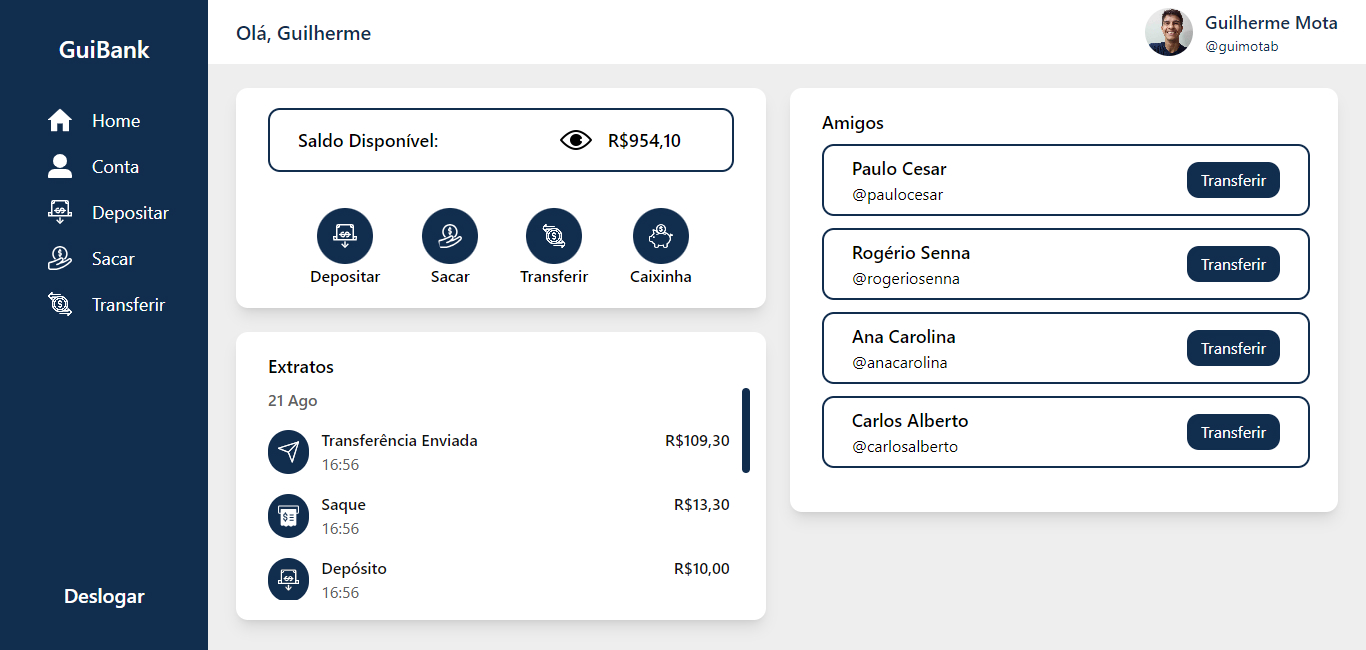 GuiBank
Home
Conta
Depositar
Sacar
Transferir
Deslogar
Olá, Guilherme
Guilherme Mota
@guimotab
Saldo Disponível: R$954,10
Depositar Sacar Transferir Caixinha
Extratos
21 Ago
Transferência Enviada R$109,30
16:56
Saque R$13,30
16:56
Depósito R$10,00
16:56
Amigos
Paulo Cesar
@paulocesar
Transferir
Rogério Senna
@rogeriosenna
Transferir
Ana Carolina
@anacarolina
Transferir
Carlos Alberto
@carlosalberto
Transferir